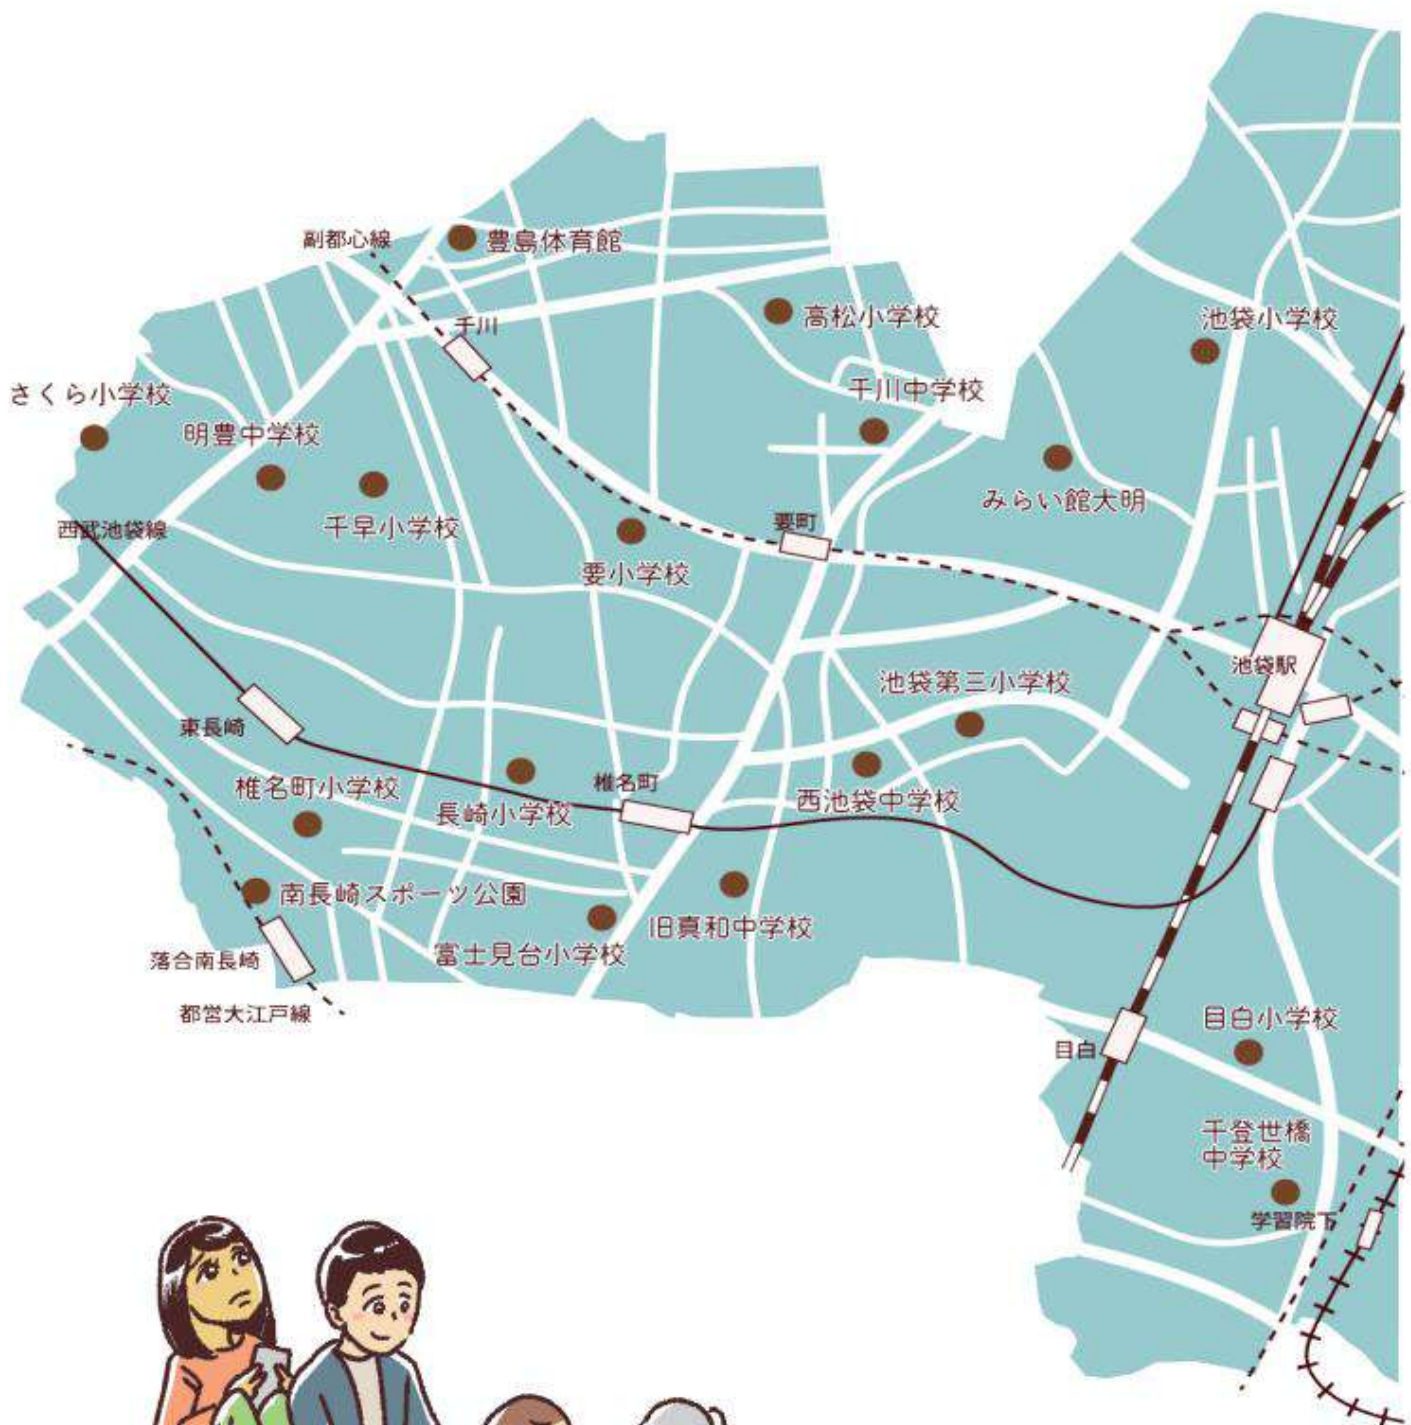 副都心線
豊島体育館
高松小学校
池袋小学校
千川
さくら小学校
千川中学校
明豊中学校
みらい館大明
西武池袋線
千早小学校
要町
要小学校
池袋駅
池袋第三小学校
東長崎
椎名町小学校
椎名町
西池袋中学校
長崎小学校
南長崎スポーツ公園
旧真和中学校
富士見台小学校
落合南長崎
都営大江戸線
目白小学校
目白
千登世橋
中学校
学習院下